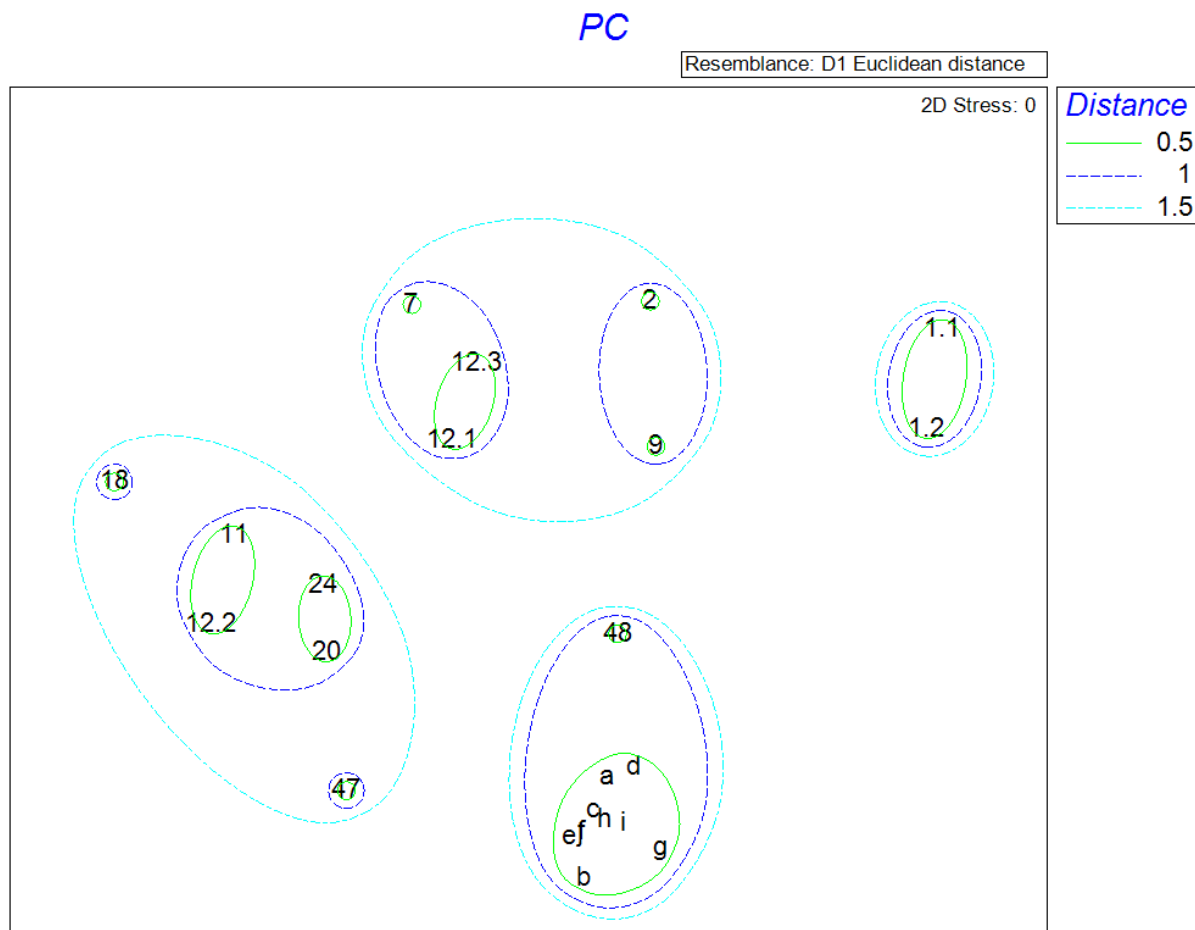 PC
Resemblance: D1 Euclidean distance
2D Stress: 0
Distance
0.5
1
1.5
7
2
1.1
12.3
1.2
12.1
9
18
11
24
12.2
20
48
47
a
d
c
h
i
e
f
g
b